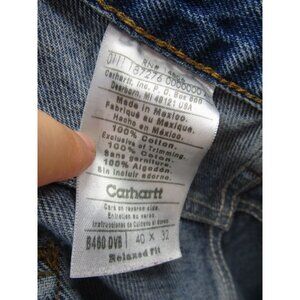 Carhartt, Inc. P.O. Box 600
Dearborn, MI 48121 USA
Made in Mexico.
Fabriqué au Mexique.
Hecho en México.
100% Cotton.
Exclusive of Trimming.
100% Coton.
Sans garniture.
100% Algodón.
Sin incluir adorno.
Carhartt
Care on reverse side.
Entretien au verso.
Instrucciones de Cuidado al dorso.
B460 DVB 40 X 32
Relaxed Fit